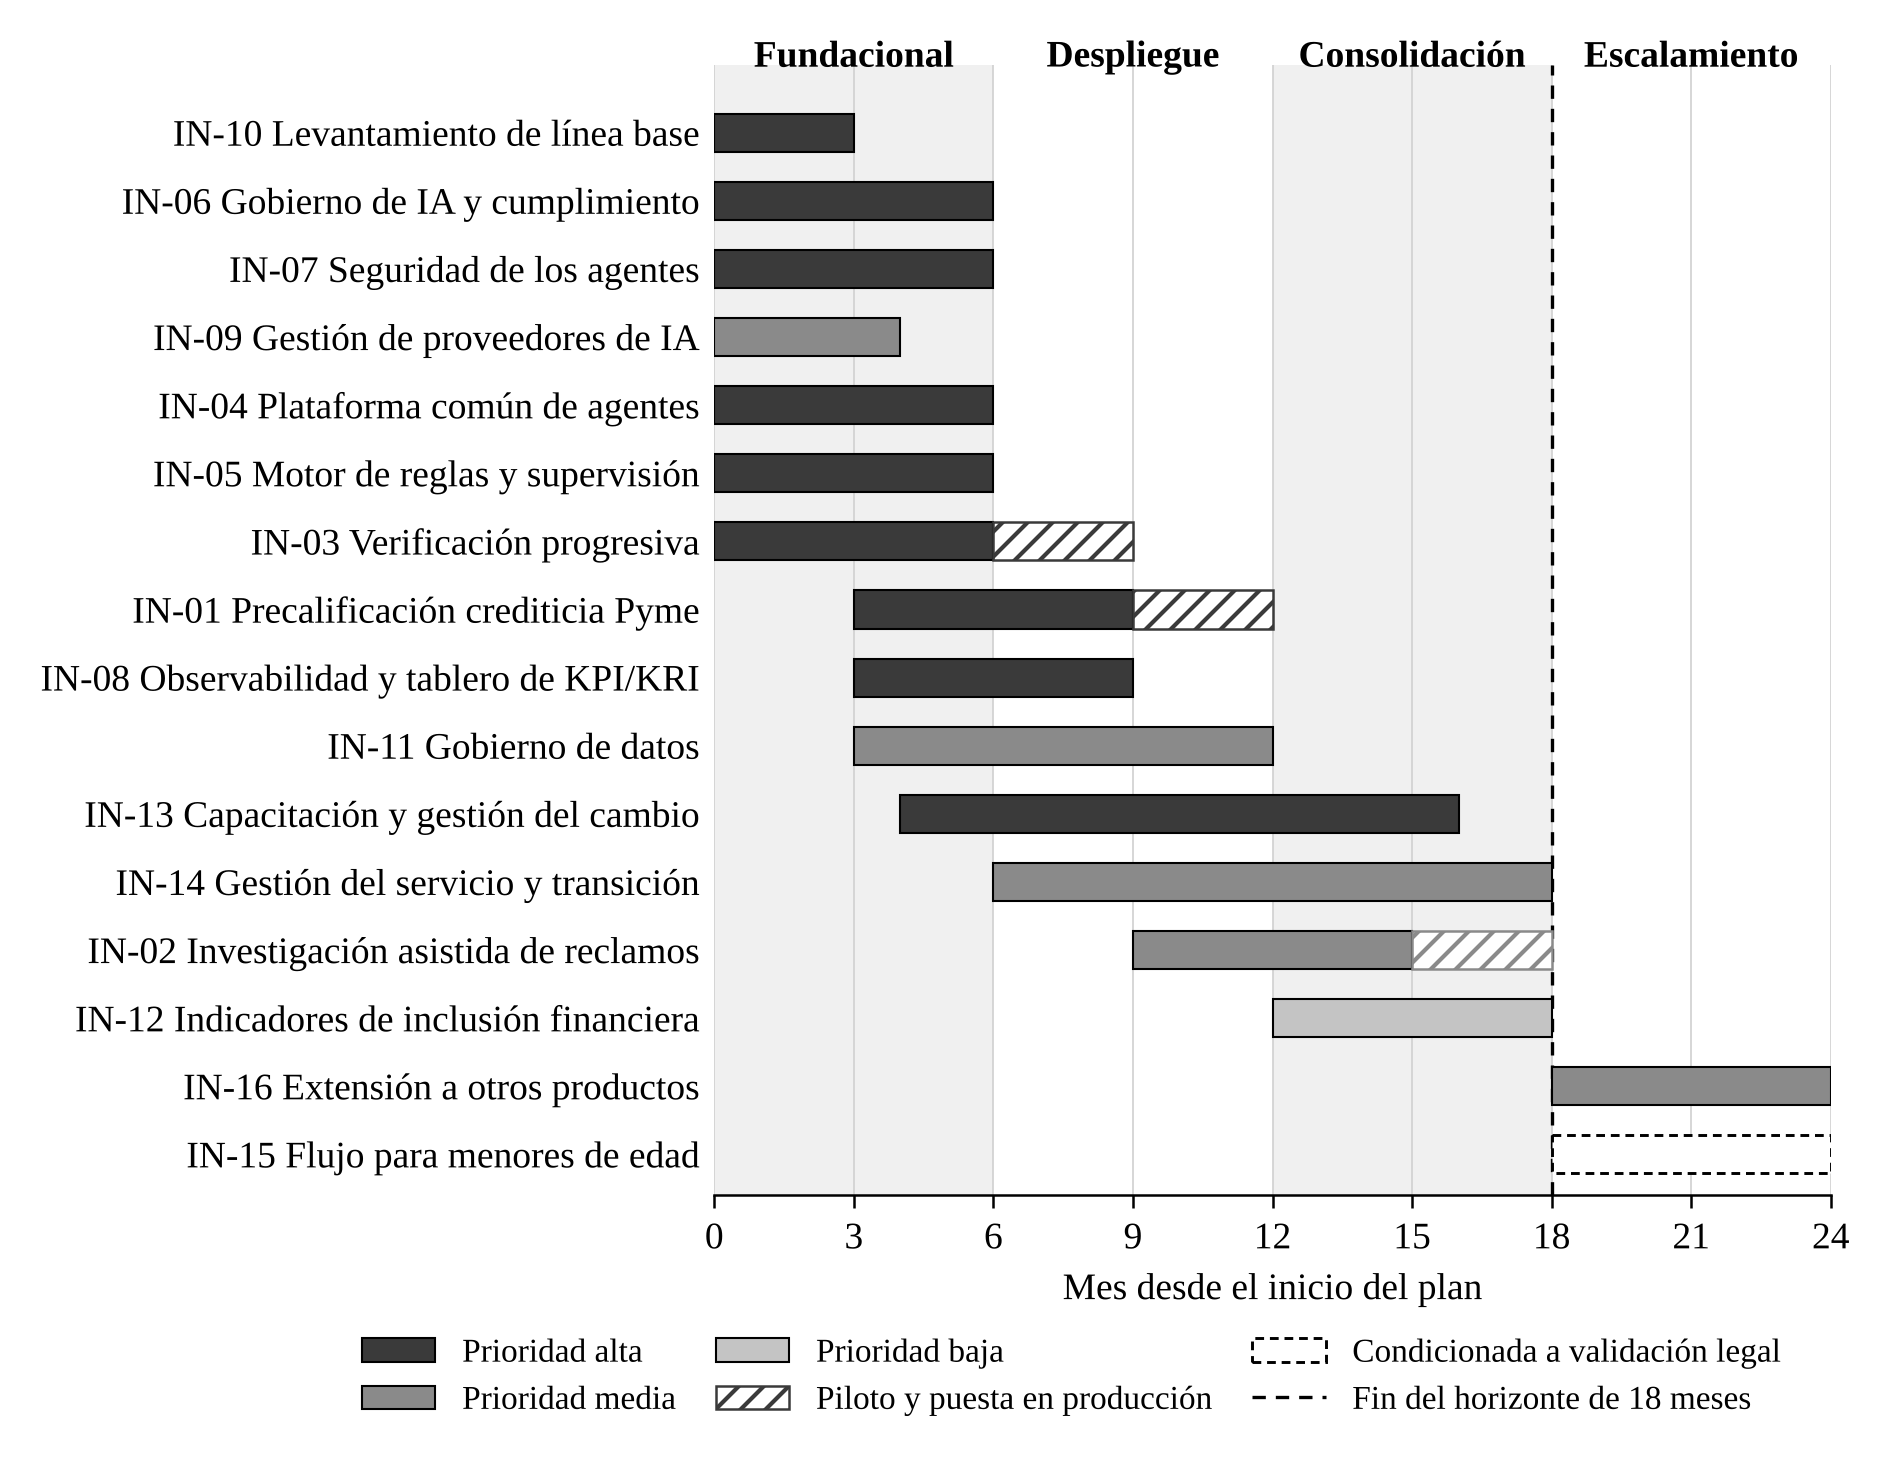 Fundacional Despliegue Consolidación Escalamiento
IN-10 Levantamiento de línea base
IN-06 Gobierno de IA y cumplimiento
IN-07 Seguridad de los agentes
IN-09 Gestión de proveedores de IA
IN-04 Plataforma común de agentes
IN-05 Motor de reglas y supervisión
IN-03 Verificación progresiva
IN-01 Precalificación crediticia Pyme
IN-08 Observabilidad y tablero de KPI/KRI
IN-11 Gobierno de datos
IN-13 Capacitación y gestión del cambio
IN-14 Gestión del servicio y transición
IN-02 Investigación asistida de reclamos
IN-12 Indicadores de inclusión financiera
IN-16 Extensión a otros productos
IN-15 Flujo para menores de edad
0 3 6 9 12 15 18 21 24
Mes desde el inicio del plan
Prioridad alta Prioridad baja Condicionada a validación legal
Prioridad media Piloto y puesta en producción Fin del horizonte de 18 meses